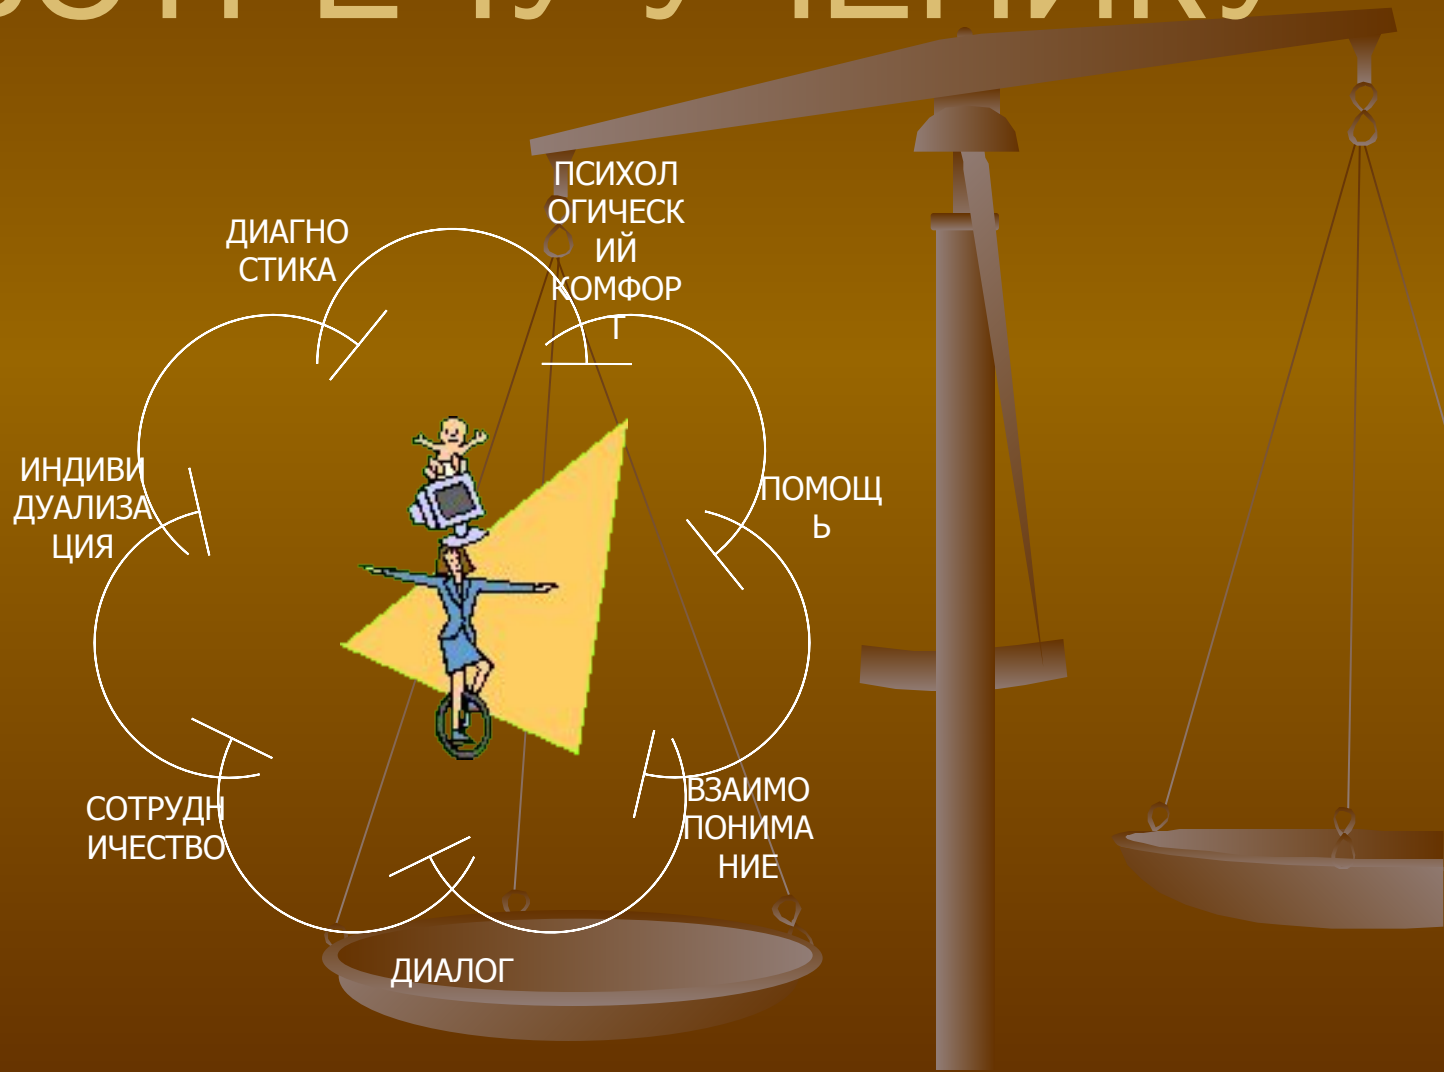 ПСИХОЛ
ОГИЧЕСК
ИЙ
КОМФОР
Т
ДИАГНО
СТИКА
ИНДИВИ
ДУАЛИЗА
ЦИЯ
ПОМОЩ
Ь
СОТРУДН
ИЧЕСТВО
ВЗАИМО
ПОНИМА
НИЕ
ДИАЛОГ